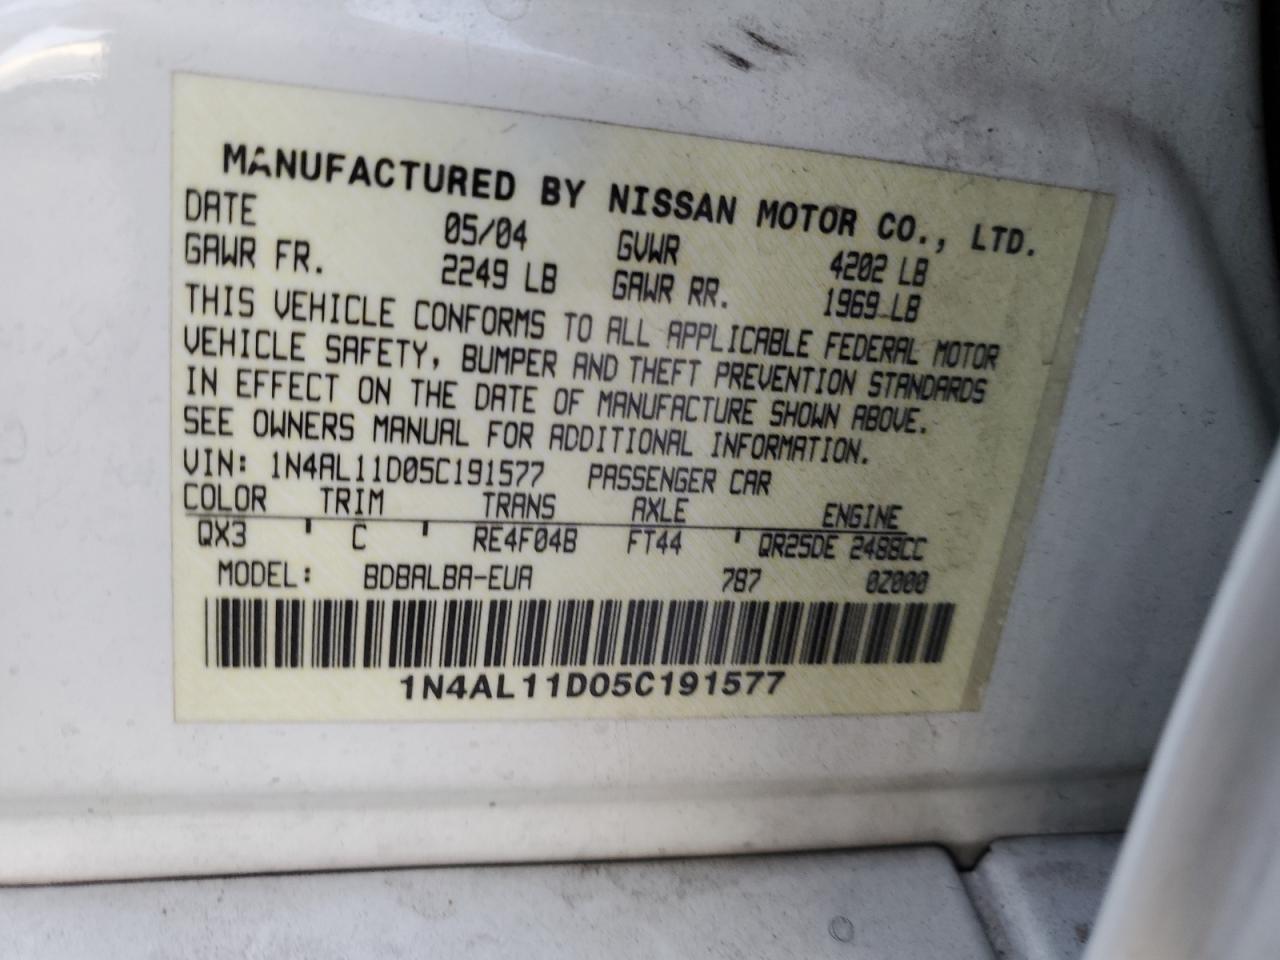 MANUFACTURED BY NISSAN MOTOR CO., LTD.
DATE 05/04 GVWR 4202 LB
GAWR FR. 2249 LB GAWR RR. 1969 LB
THIS VEHICLE CONFORMS TO ALL APPLICABLE FEDERAL MOTOR
VEHICLE SAFETY, BUMPER AND THEFT PREVENTION STANDARDS
IN EFFECT ON THE DATE OF MANUFACTURE SHOWN ABOVE.
SEE OWNERS MANUAL FOR ADDITIONAL INFORMATION.
VIN: 1N4AL11D05C191577 PASSENGER CAR
COLOR TRIM TRANS AXLE ENGINE
QX3 ' C ' RE4F04B FT44 ' QR25DE 2488CC
MODEL: BDBALBA-EUA 787 0Z000
1N4AL11D05C191577